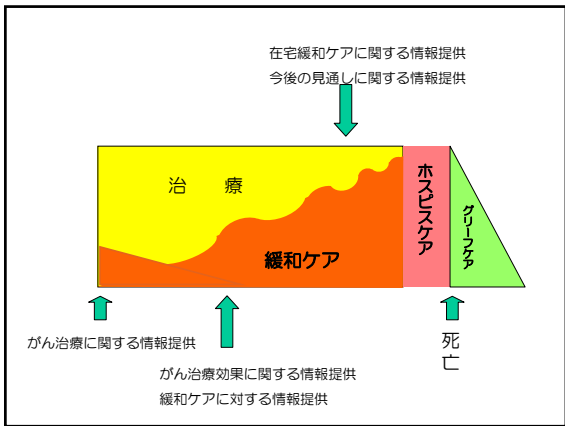 在宅緩和ケアに関する情報提供
今後の見通しに関する情報提供
治 療
緩和ケア
ホスピスケア
グリーフケア
がん治療に関する情報提供
死亡
がん治療効果に関する情報提供
緩和ケアに対する情報提供